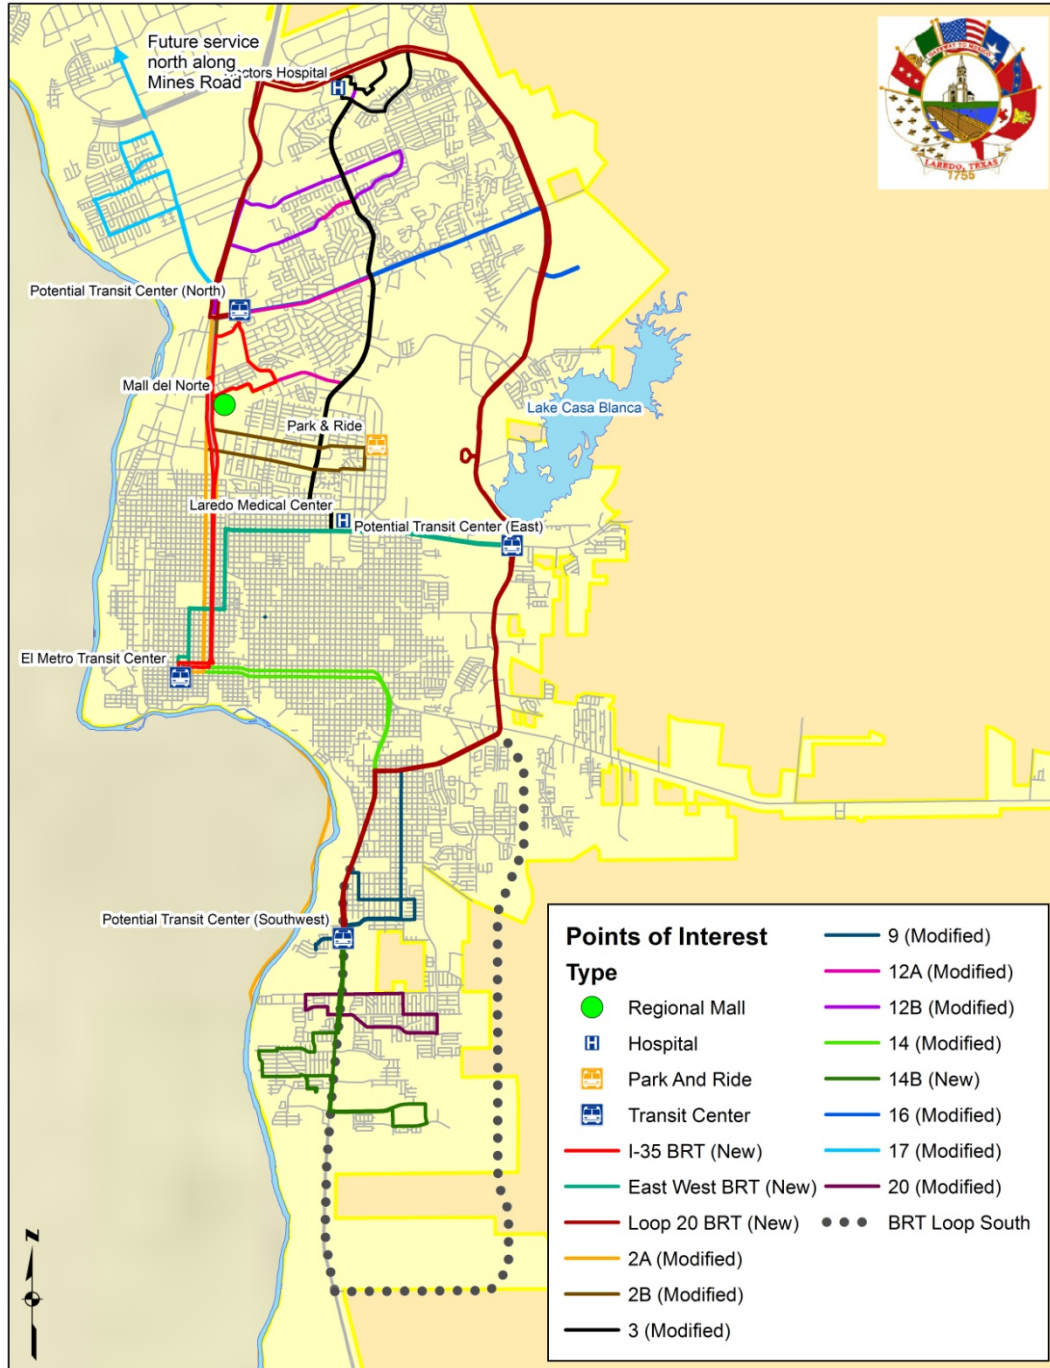 Future service
north along
Mines Road
Doctors Hospital
GATEWAY TO MEXICO
LAREDO, TEXAS
1755
Potential Transit Center (North)
Mall del Norte
Lake Casa Blanca
Park & Ride
Laredo Medical Center
Potential Transit Center (East)
El Metro Transit Center
Potential Transit Center (Southwest)
Points of Interest
Type
Regional Mall
H Hospital
Park And Ride
Transit Center
I-35 BRT (New)
East West BRT (New)
Loop 20 BRT (New)
2A (Modified)
2B (Modified)
3 (Modified)
9 (Modified)
12A (Modified)
12B (Modified)
14 (Modified)
14B (New)
16 (Modified)
17 (Modified)
20 (Modified)
BRT Loop South
N